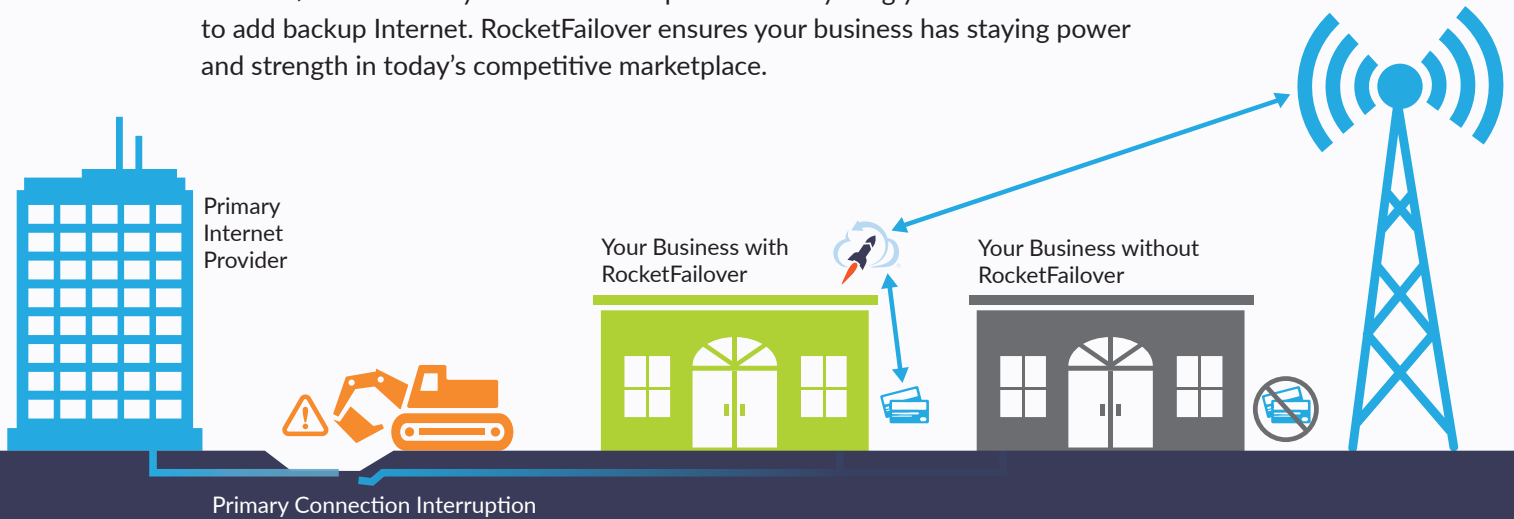 to add backup Internet. RocketFailover ensures your business has staying power
and strength in today's competitive marketplace.
Primary
Internet
Provider
Your Business with
RocketFailover
Your Business without
RocketFailover
Primary Connection Interruption